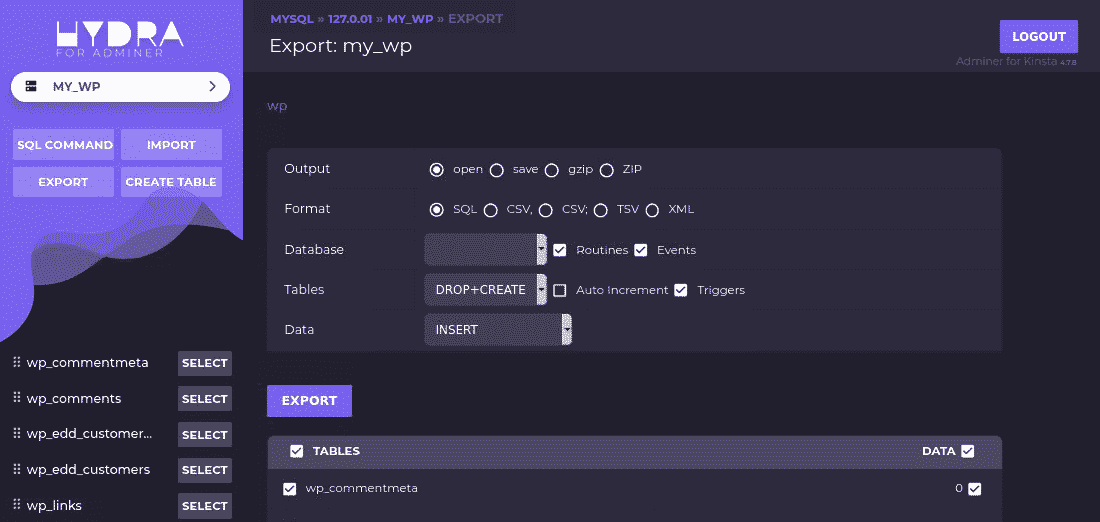 HYDRA
FOR ADMINER
MY_WP
SQL COMMAND IMPORT
EXPORT CREATE TABLE
wp_commentmeta SELECT
wp_comments SELECT
wp_edd_customer... SELECT
wp_edd_customers SELECT
wp_links SELECT
MYSQL » 127.0.01 » MY_WP » EXPORT
Export: my_wp
LOGOUT
Adminer for Kinsta 4.7.8
wp
Output open save gzip ZIP
Format SQL CSV, CSV; TSV XML
Database Routines Events
Tables DROP+CREATE Auto Increment Triggers
Data INSERT
EXPORT
TABLES DATA
wp_commentmeta 0